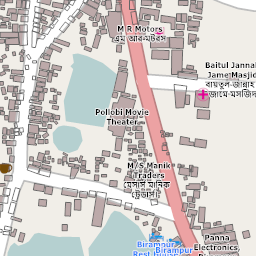 M R Motors
এম আর মটরস
Baitul Jannah
Jame Masjid
বায়তুল-জান্নাহ
জামে-মসজিদ
Pollobi Movie
Theater
M/S Manik
Traders
মেসার্স মানিক
ট্রেডার্স
Panna
Electronics
Birampur
Birampur
Rest House